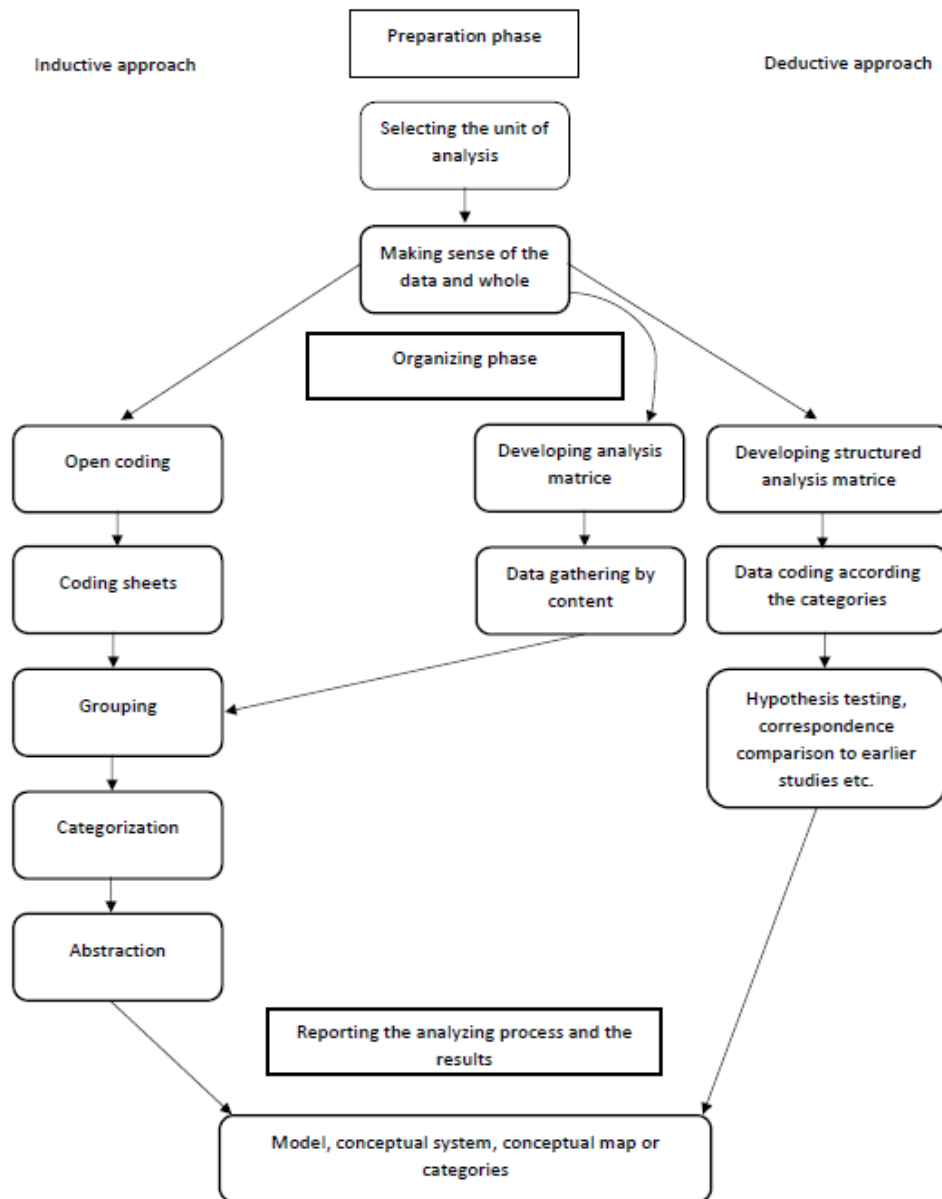 Preparation phase
Inductive approach
Deductive approach
Selecting the unit of
analysis
Making sense of the
data and whole
Organizing phase
Open coding
Developing analysis
matrice
Developing structured
analysis matrice
Coding sheets
Data gathering by
content
Data coding according
the categories
Grouping
Hypothesis testing,
correspondence
comparison to earlier
studies etc.
Categorization
Abstraction
Reporting the analyzing process and the
results
Model, conceptual system, conceptual map or
categories